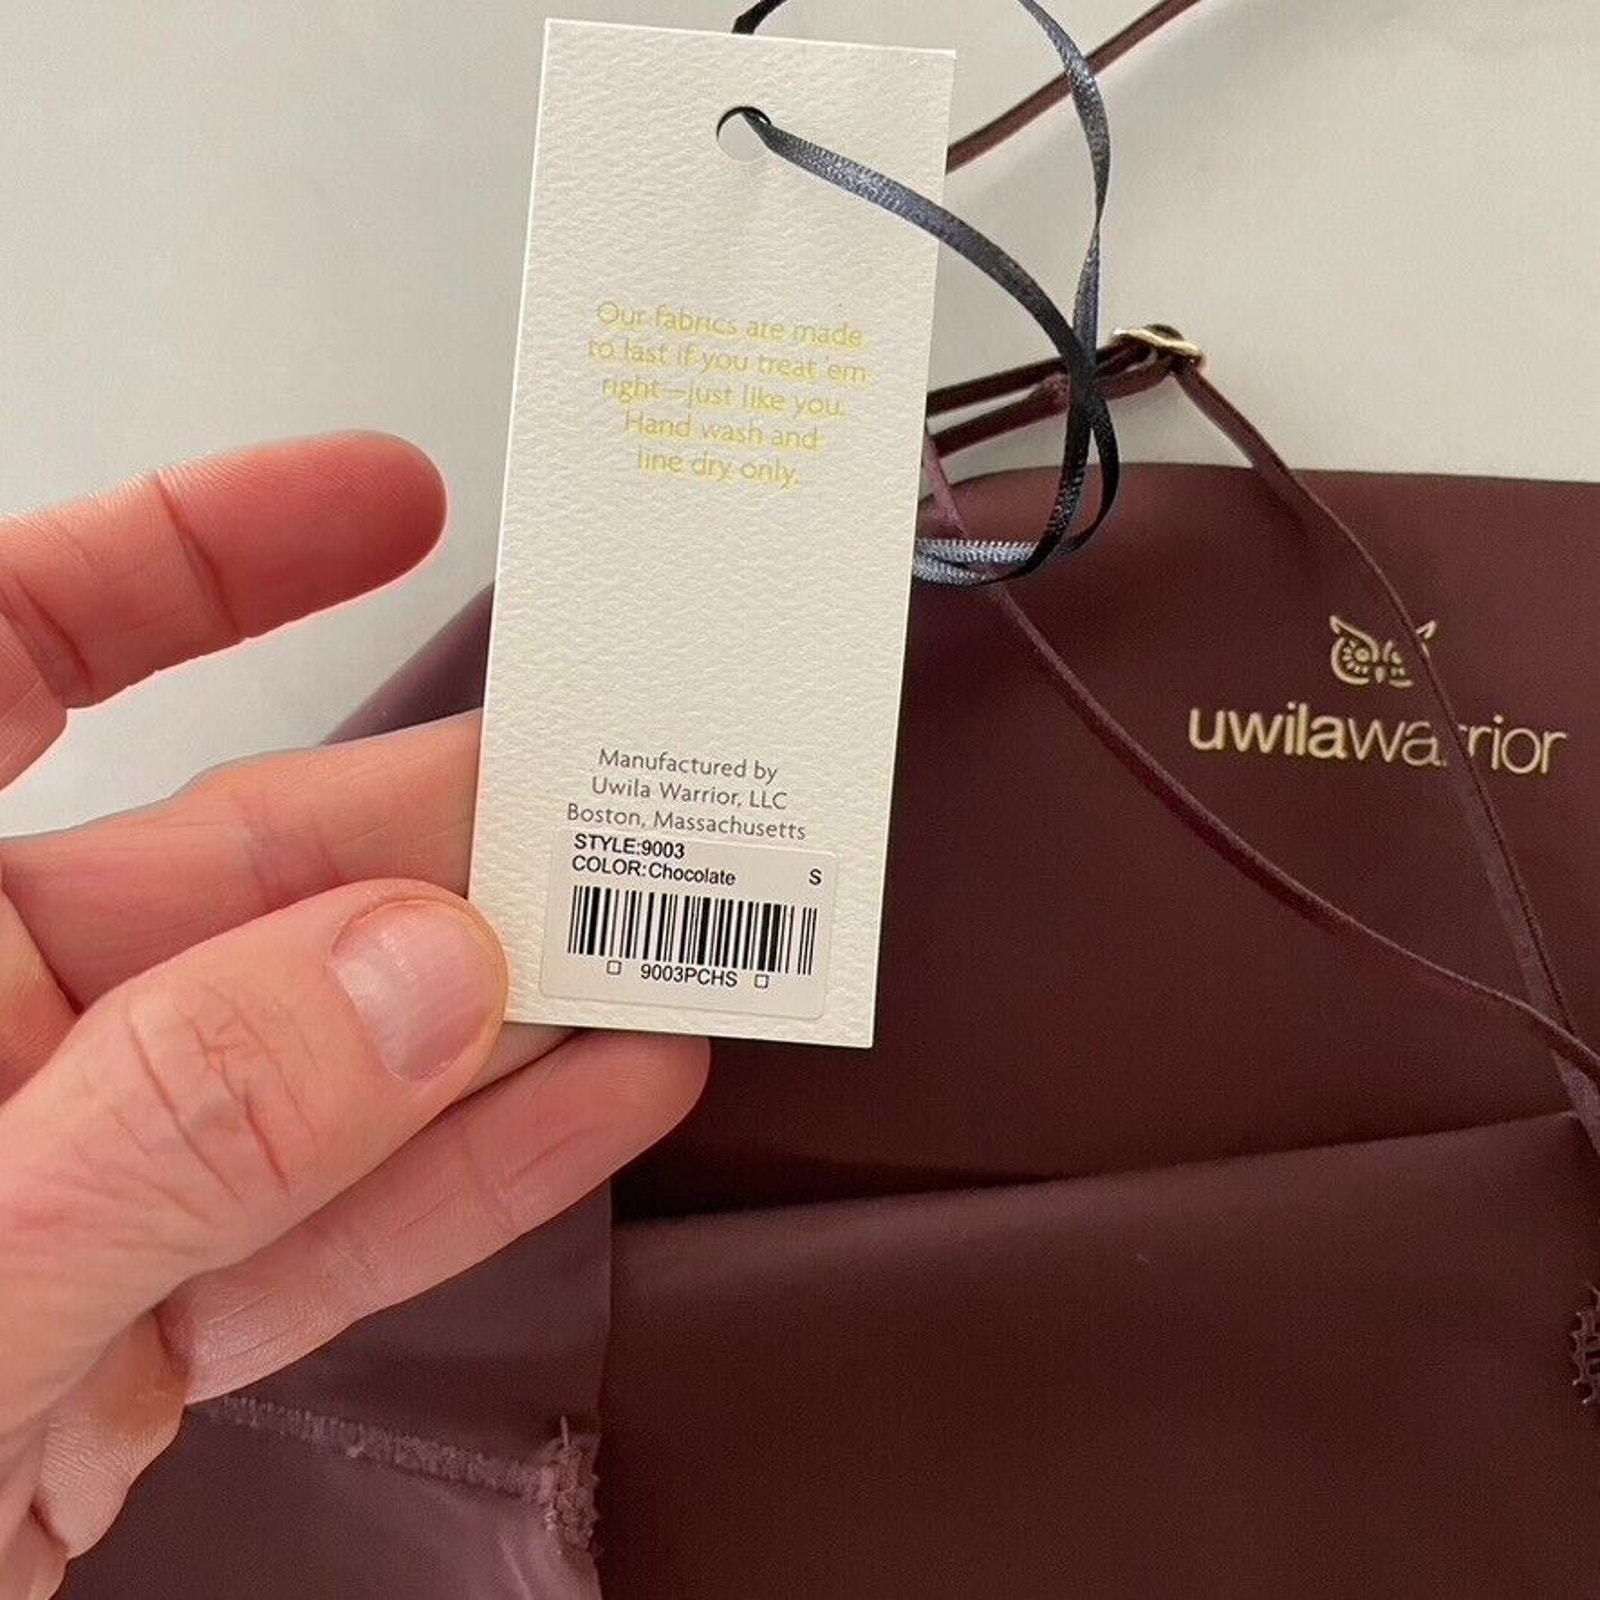 Our fabrics are made
to last if you treat 'em
right—just like you.
Hand wash and
line dry only.
Manufactured by
Uwila Warrior, LLC
Boston, Massachusetts
STYLE:9003
COLOR:Chocolate S
9003PCHS
uwilawarrior